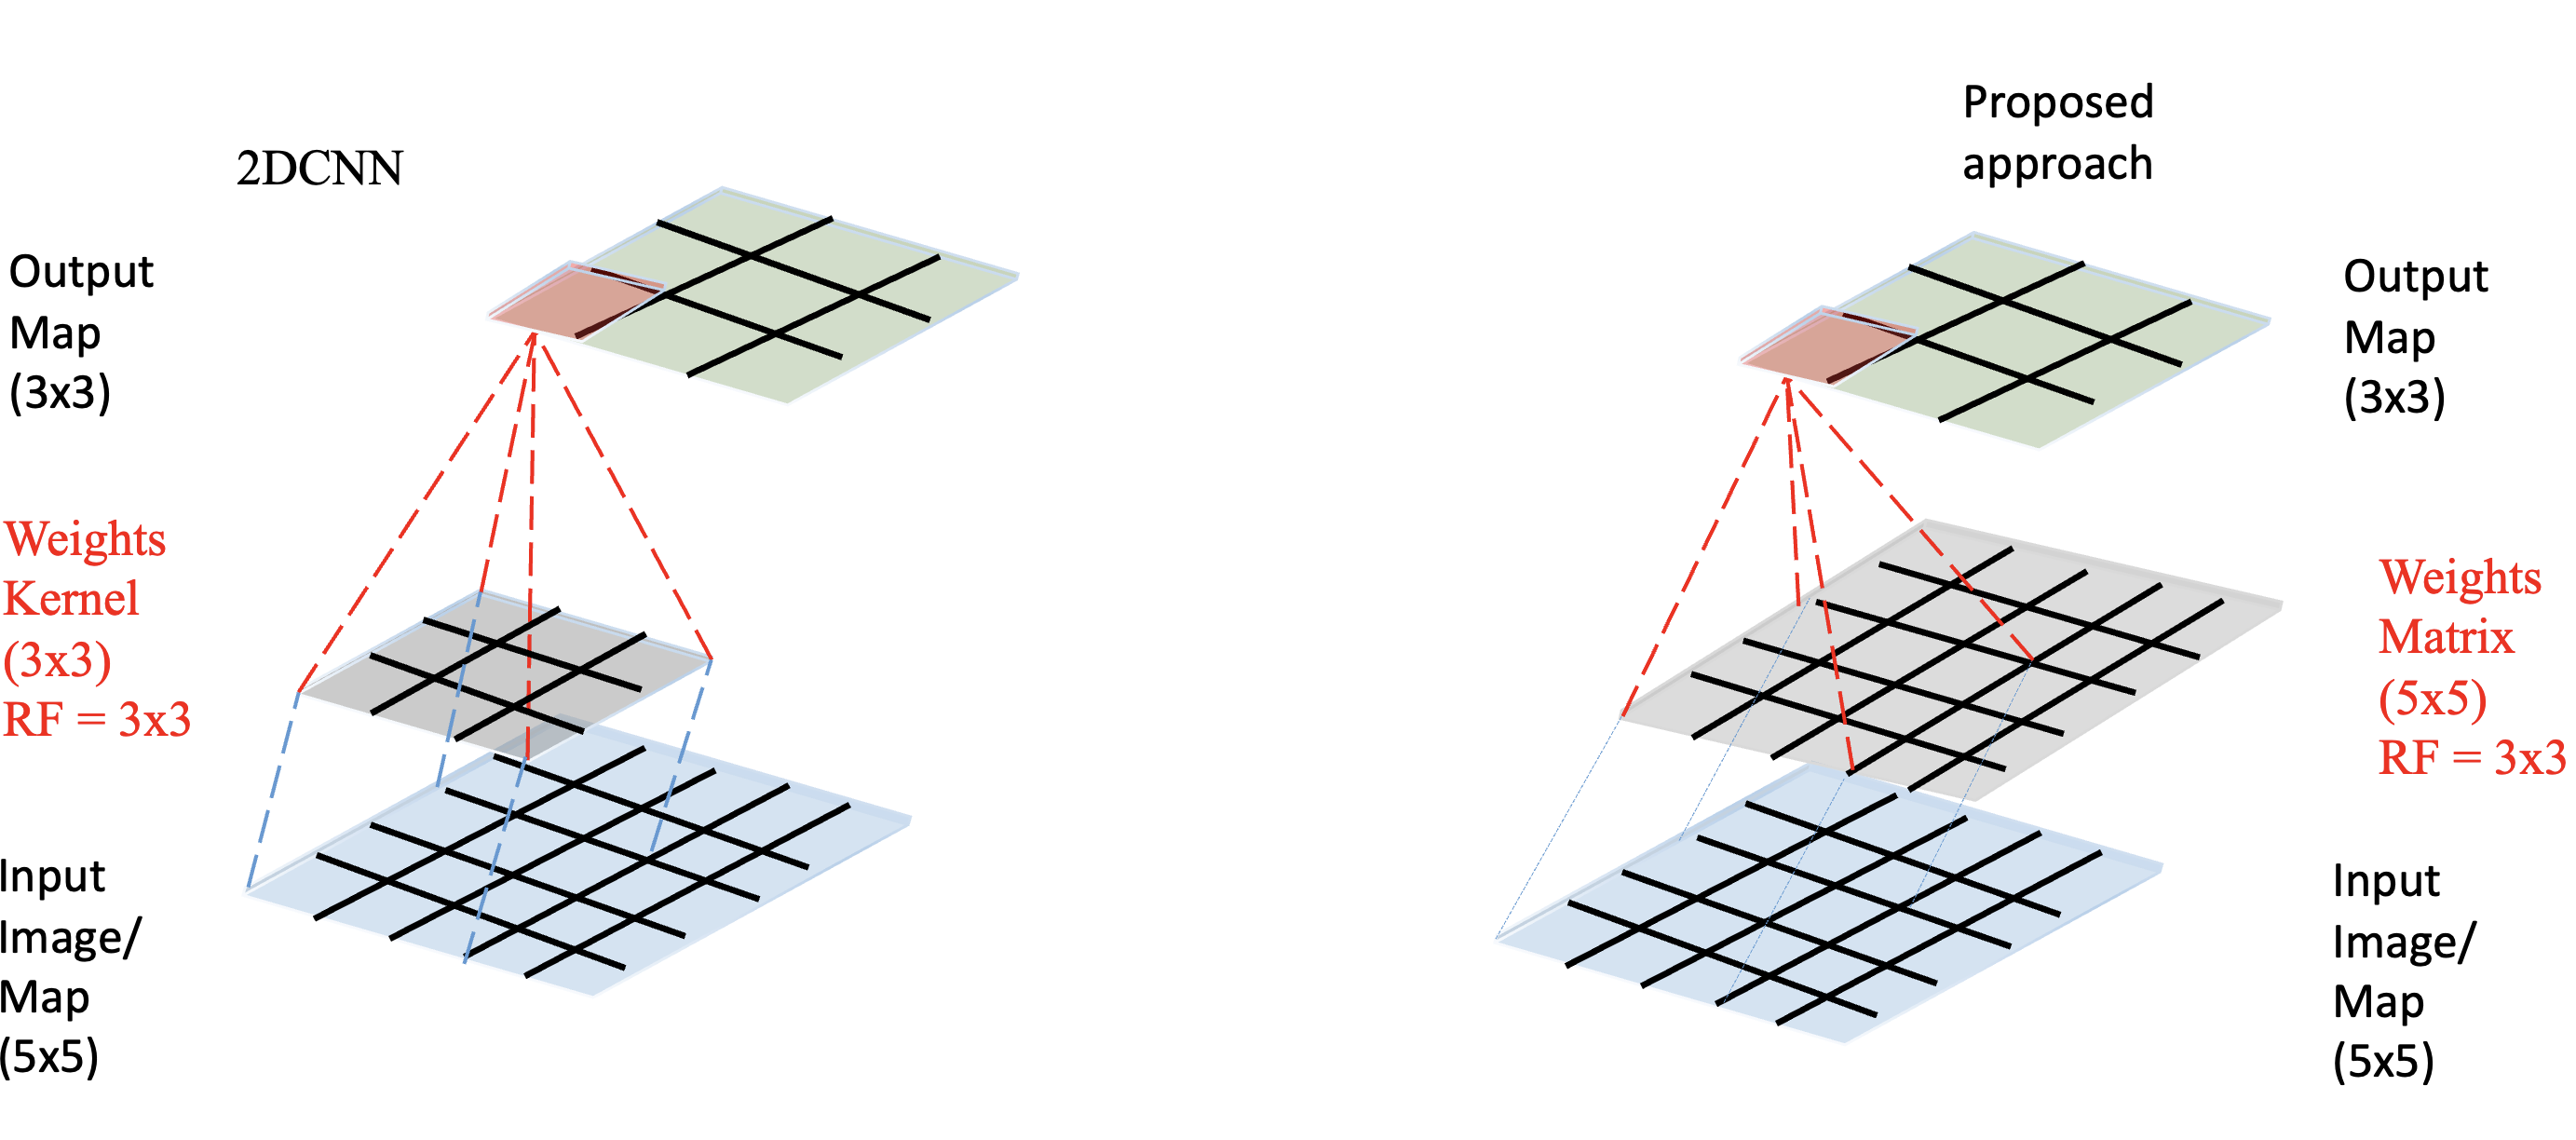 2DCNN
Output
Map
(3x3)
Weights
Kernel
(3x3)
RF = 3x3
Input
Image/
Map
(5x5)
Proposed
approach
Output
Map
(3x3)
Weights
Matrix
(5x5)
RF = 3x3
Input
Image/
Map
(5x5)